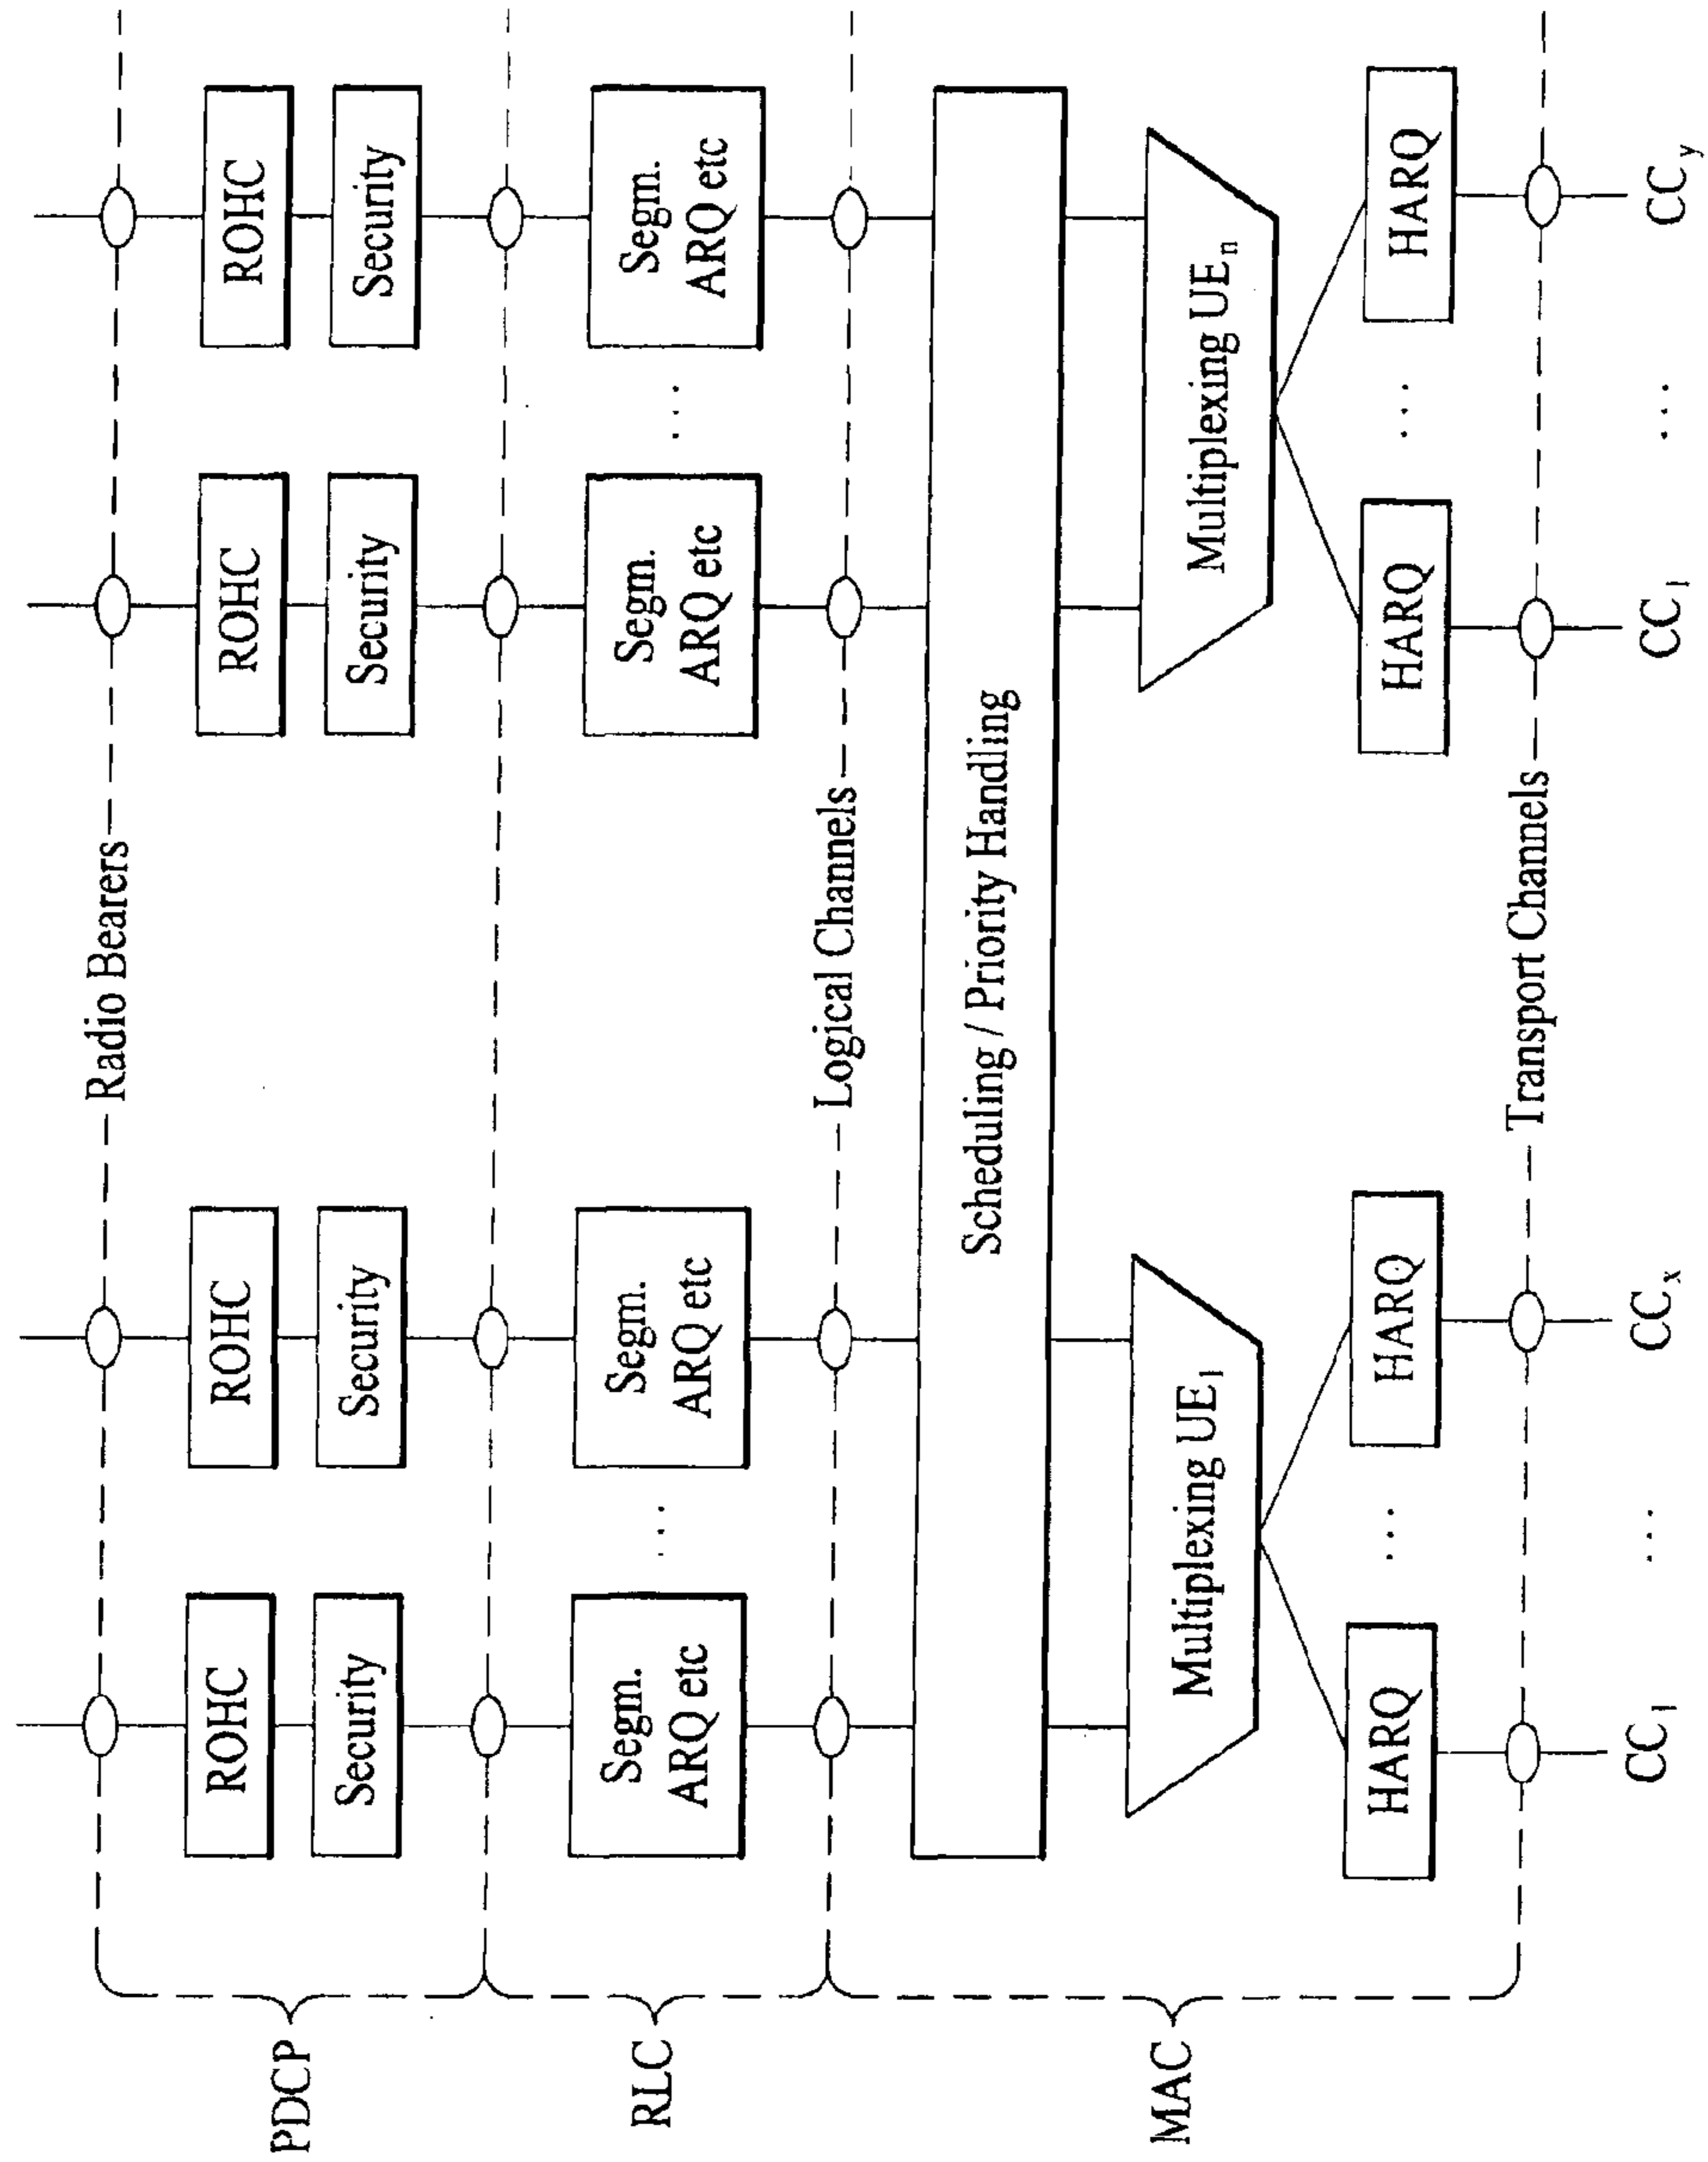 Radio Bearers
PDCP
ROHC
ROHC
ROHC
ROHC
Security
Security
Security
Security
RLC
Segm.
ARQ etc
Segm.
ARQ etc
...
Segm.
ARQ etc
Segm.
ARQ etc
...
Logical Channels
MAC
Scheduling / Priority Handling
Multiplexing UE1
Multiplexing UEn
HARQ
...
HARQ
HARQ
...
HARQ
Transport Channels
CC1
...
CCx
CC1
...
CCy